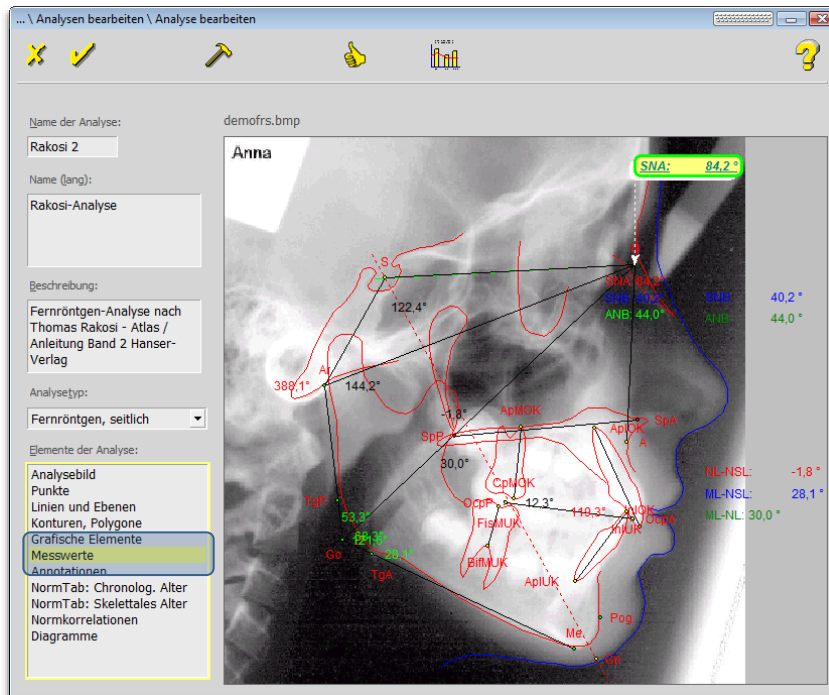 ... \ Analysen bearbeiten \ Analyse bearbeiten
Name der Analyse:
Rakosi 2
Name (lang):
Rakosi-Analyse
Beschreibung:
Fernröntgen-Analyse nach
Thomas Rakosi - Atlas /
Anleitung Band 2 Hanser-
Verlag
Analysetyp:
Fernröntgen, seitlich
Elemente der Analyse:
Analysebild
Punkte
Linien und Ebenen
Konturen, Polygone
Grafische Elemente
Messwerte
Annotationen
NormTab: Chronolog. Alter
NormTab: Skelettales Alter
Normkorrelationen
Diagramme
demofrs.bmp
Anna
SNA: 84,2 °
S
SNA: 84,2°
SNB: 40,2°
SNB: 40,2 °
ANB: 44,0°
ANB: 44,0 °
122,4°
Ar
388,1°
144,2°
-1,8°
ApMOK
SpA
SpP
ApIOK
A
30,0°
NL-NSL: -1,8 °
CpMOK
ML-NSL: 28,1 °
OcpP
12,3°
110,3°
OcpA
ML-NL: 30,0 °
TgP
53,3°
FisMUK
InIUK
Go
28,1°
BifMUK
TgA
ApIUK
Pog
Me
Gn